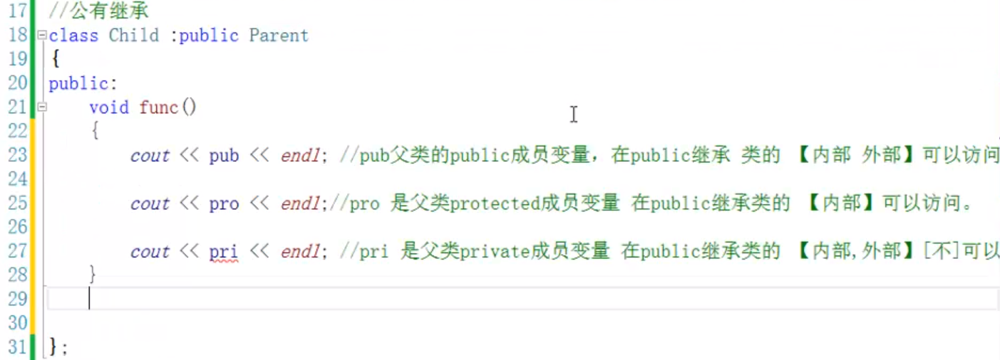 17 //公有继承
18 class Child :public Parent
19 {
20 public:
21 void func()
22 {
23 cout << pub << endl; //pub父类的public成员变量，在public继承 类的 【内部 外部】可以访问
24
25 cout << pro << endl;//pro 是父类protected成员变量 在public继承类的 【内部】可以访问。
26
27 cout << pri << endl; //pri 是父类private成员变量 在public继承类的 【内部,外部】[不]可以
28 }
29
30
31 };